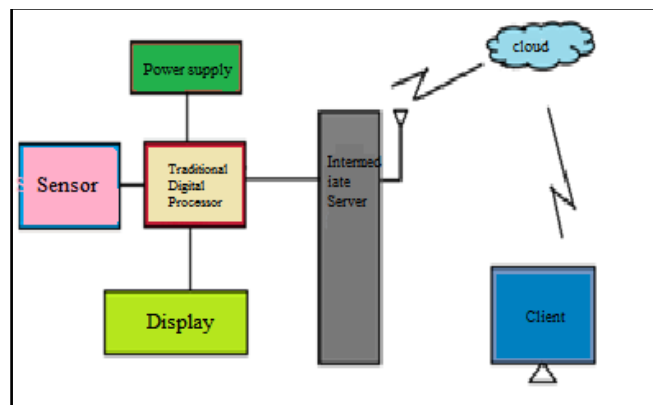 cloud
Power supply
Sensor
Traditional
Digital
Processor
Intermed
iate
Server
Display
Client